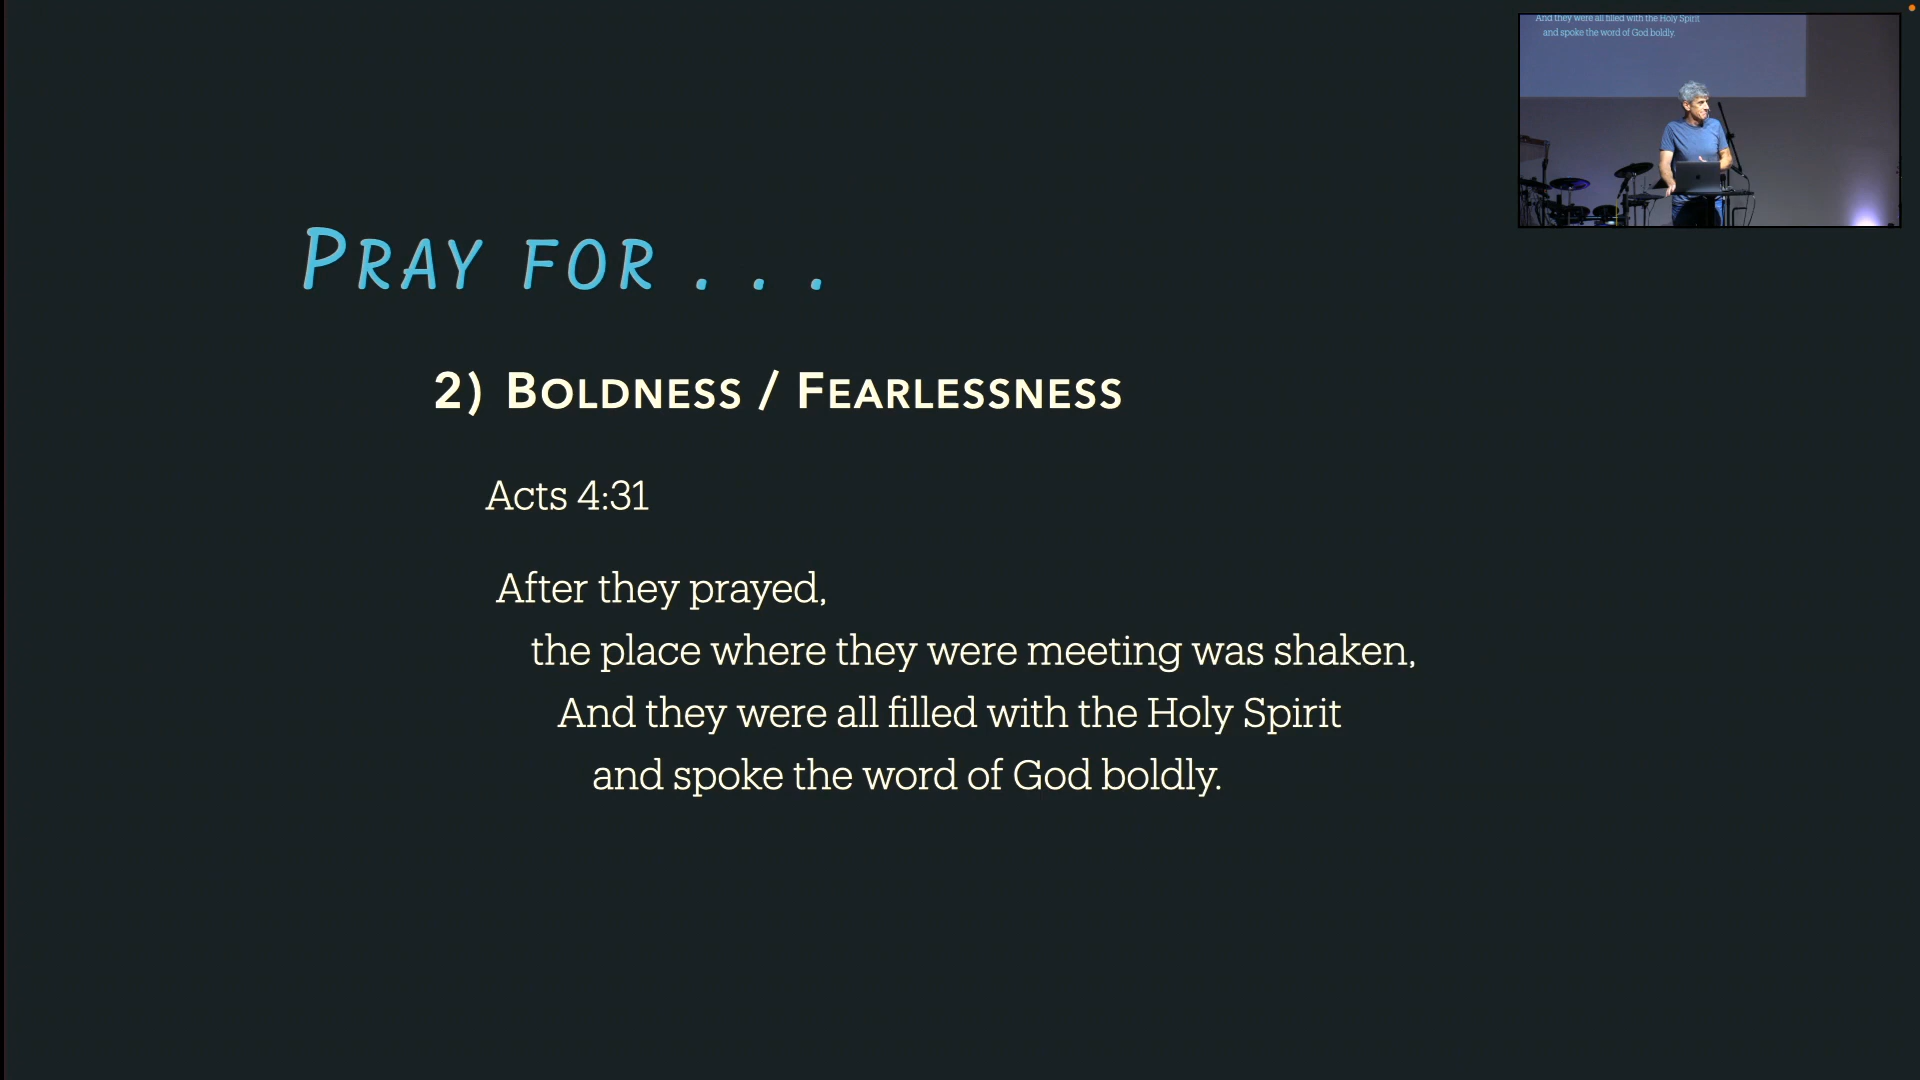 PRAY FOR . . .
2) BOLDNESS / FEARLESSNESS
Acts 4:31
After they prayed,
the place where they were meeting was shaken,
And they were all filled with the Holy Spirit
and spoke the word of God boldly.
And they were all filled with the Holy Spirit
and spoke the word of God boldly.